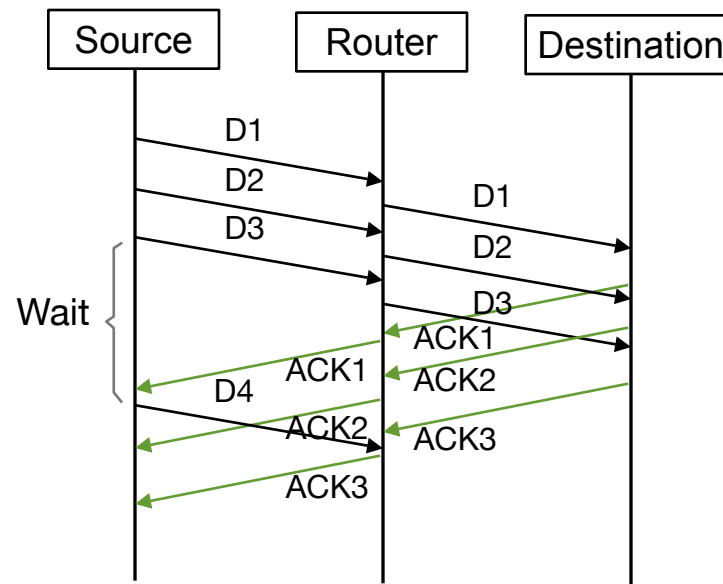 Source
Router
Destination
D1
D2
D1
D3
D2
D3
Wait
ACK1
ACK1
ACK2
D4
ACK2
ACK3
ACK3